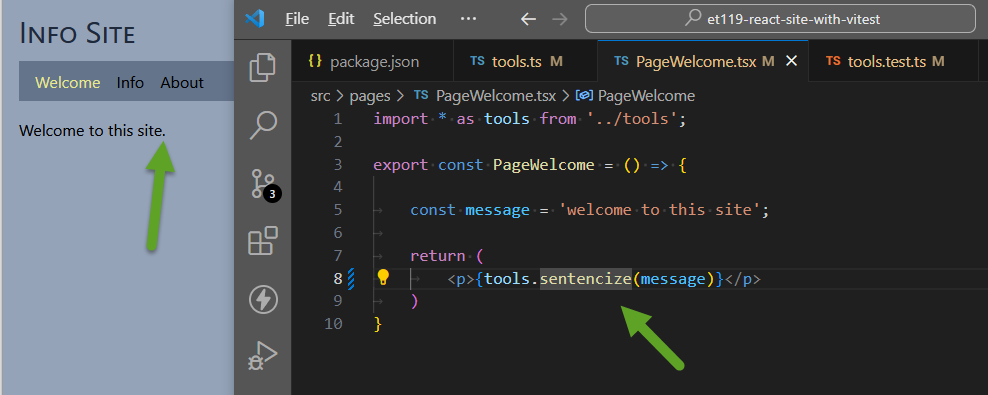 Info Site
Welcome Info About
Welcome to this site.
File Edit Selection ··· ← → et119-react-site-with-vitest
{} package.json TS tools.ts M TS PageWelcome.tsx M × TS tools.test.ts M
src > pages > TS PageWelcome.tsx > PageWelcome
1 import * as tools from '../tools';
2
3 export const PageWelcome = () => {
4
5 const message = 'welcome to this site';
6
7 return (
8 <p>{tools.sentencize(message)}</p>
9 )
10 }
3